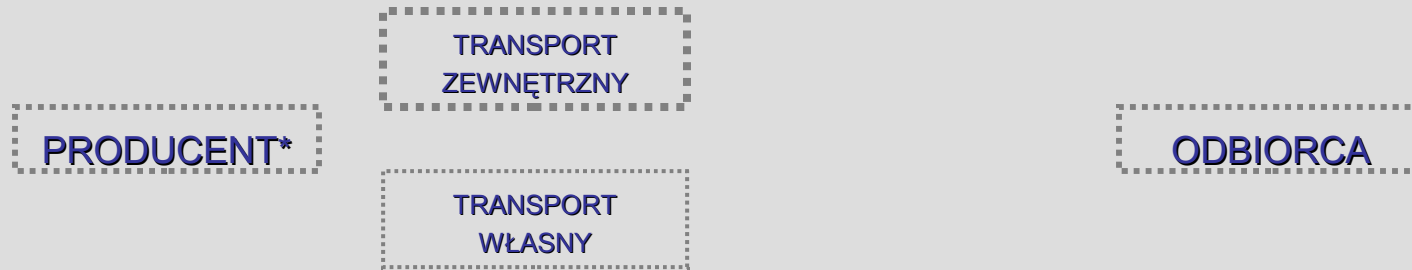 TRANSPORT
ZEWNĘTRZNY
PRODUCENT*
ODBIORCA
TRANSPORT
WŁASNY